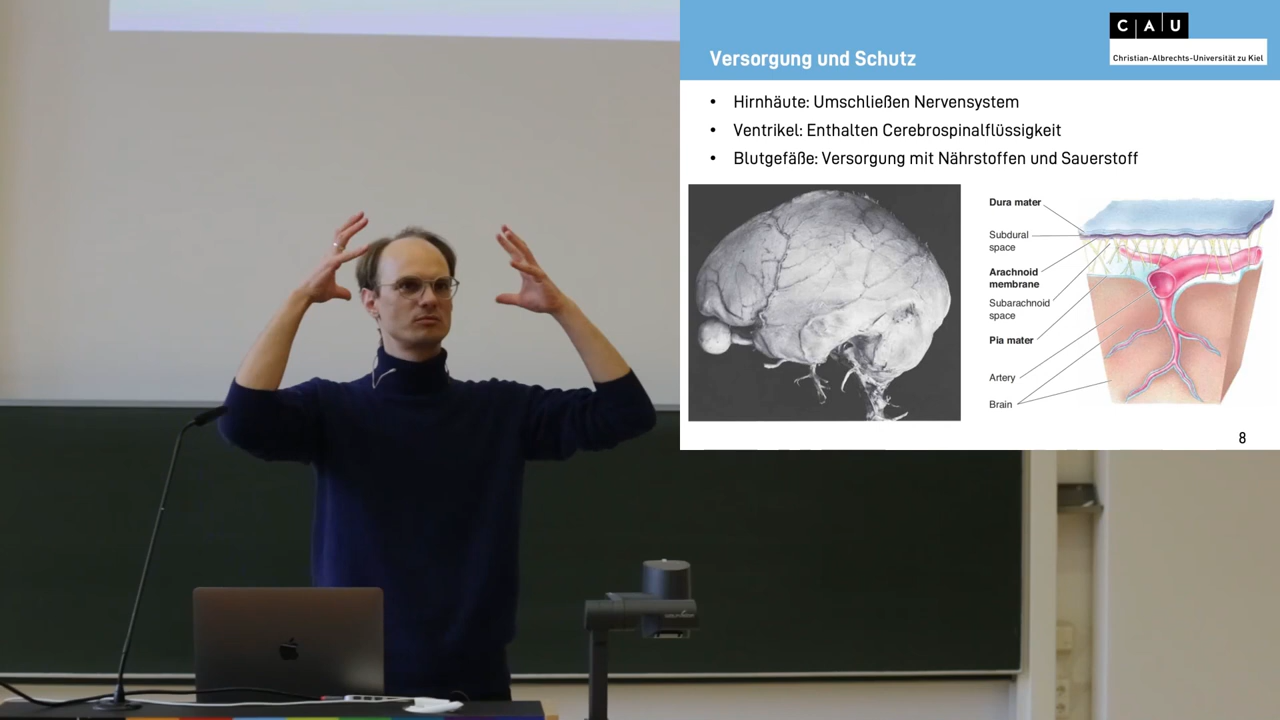 C | A | U
Christian-Albrechts-Universität zu Kiel
Versorgung und Schutz
• Hirnhäute: Umschließen Nervensystem
• Ventrikel: Enthalten Cerebrospinalflüssigkeit
• Blutgefäße: Versorgung mit Nährstoffen und Sauerstoff
Dura mater
Subdural
space
Arachnoid
membrane
Subarachnoid
space
Pia mater
Artery
Brain
8